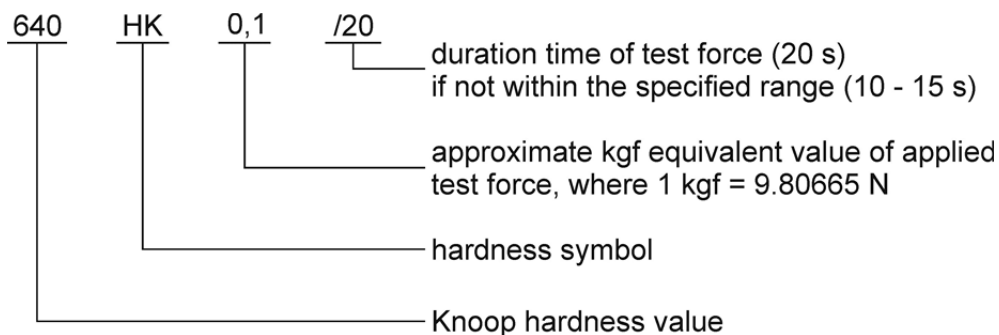 640 HK 0,1 /20
duration time of test force (20 s)
if not within the specified range (10 - 15 s)
approximate kgf equivalent value of applied
test force, where 1 kgf = 9.80665 N
hardness symbol
Knoop hardness value